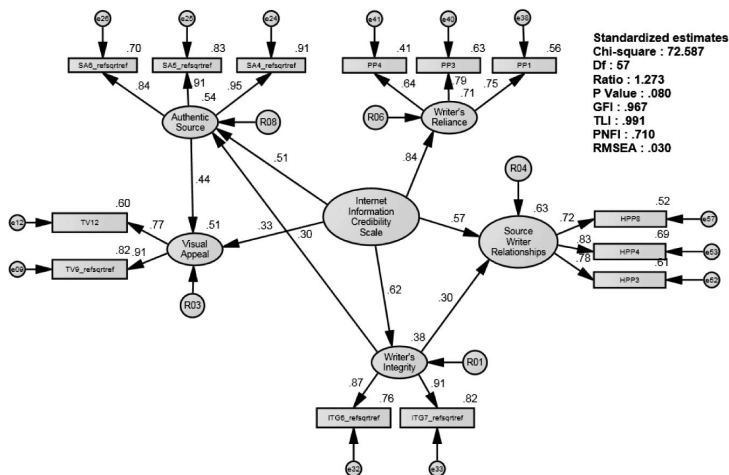 e26 e25 e24 e41 e40 e38
.70 .83 .91 .41 .63 .56
SA6_refsqrtref SA5_refsqrtref SA4_refsqrtref PP4 PP3 PP1
.84 .91 .95 .64 .79 .75
.54 .71
Authentic
Source
R08
R06
Writer's
Reliance
Standardized estimates
Chi-square : 72.587
Df : 57
Ratio : 1.273
P Value : .080
GFI : .967
TLI : .991
PNFI : .710
RMSEA : .030
.51 .84
R04
.44
Internet
Information
Credibility
Scale
.63 .52
e12 .60
TV12
.77 .51 .33 .30 .57
.72 HPP8 e57
Source
Writer
Relationships
.83 .69
HPP4 e53
.78 .61
HPP3 e52
Visual
Appeal
.82 .91
e09 TV9_refsqrtref
R03
.62 .30
.38
Writer's
Integrity
R01
.87 .91
.76 .82
ITG6_refsqrtref ITG7_refsqrtref
e32 e33